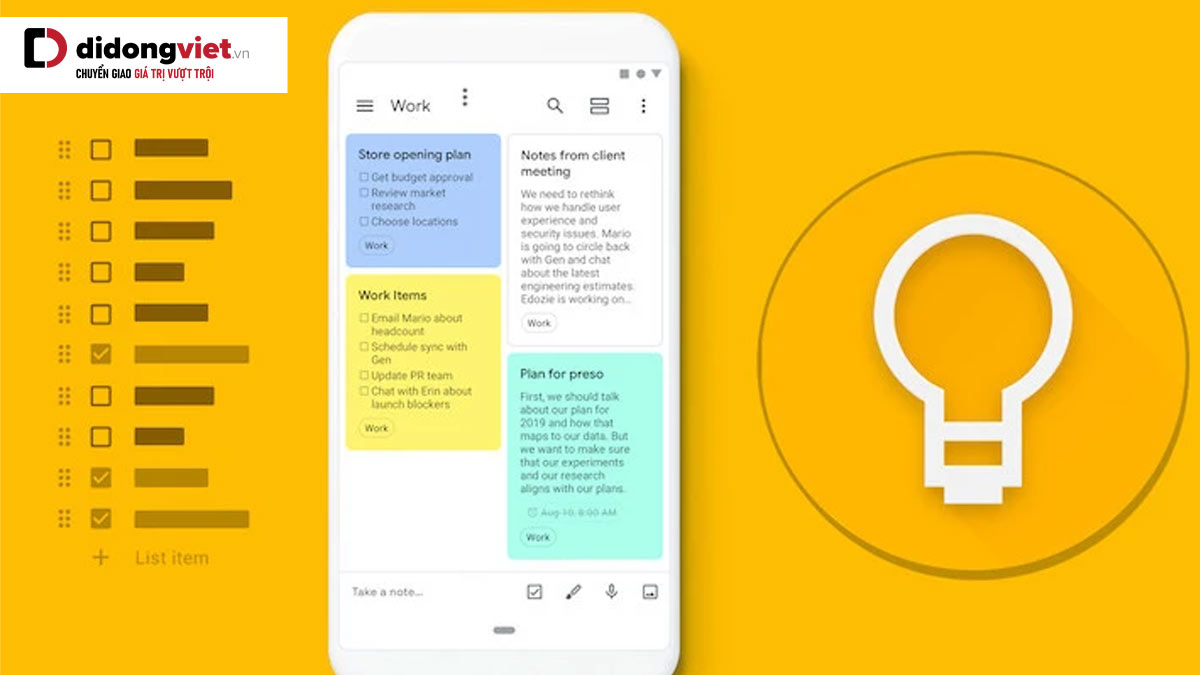 didongviet.vn
CHUYỂN GIAO GIÁ TRỊ VƯỢT TRỘI
List item
Work
Store opening plan
Get budget approval
Review market
research
Choose locations
Work
Work Items
Email Mario about
headcount
Schedule sync with
Gen
Update PR team
Chat with Erin about
launch blockers
Work
Notes from client
meeting
We need to rethink
how we handle user
experience and
security issues. Mario
is going to circle back
with Gen and chat
about the latest
engineering estimates.
Edozie is working on...
Work
Plan for preso
First, we should talk
about our plan for
2019 and how that
maps to our data. But
we want to make sure
that our experiments
and our research
aligns with our plans.
Aug 10, 8:00 AM
Work
Take a note...